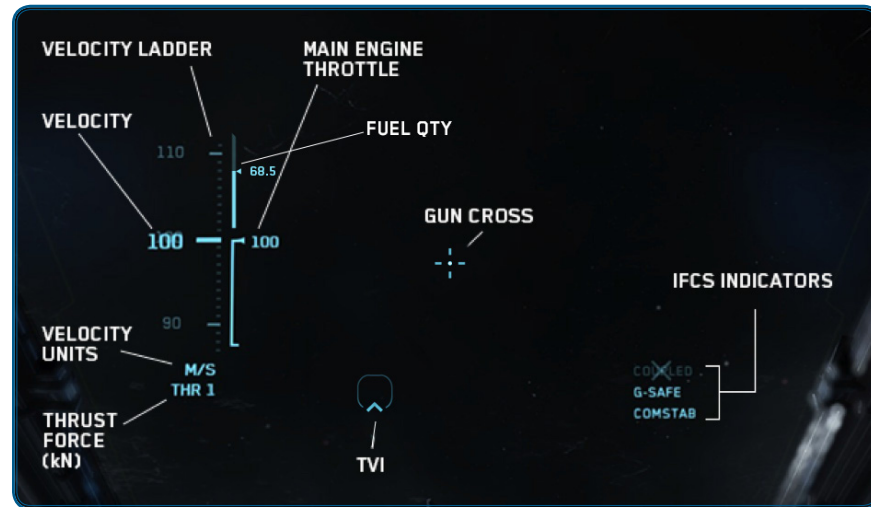 VELOCITY LADDER
MAIN ENGINE
THROTTLE
VELOCITY
FUEL QTY
110
68.5
GUN CROSS
100
100
IFCS INDICATORS
90
VELOCITY
UNITS
M/S
THR 1
COUPLED
G-SAFE
COMSTAB
THRUST
FORCE
(kN)
TVI